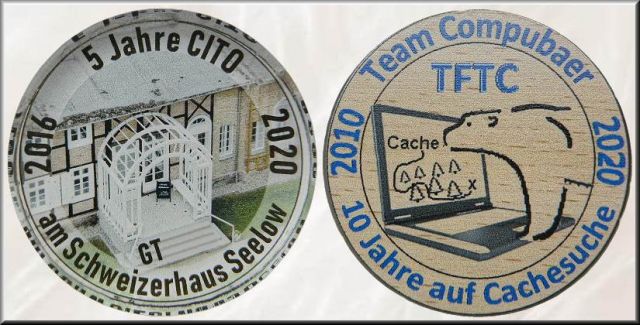 5 Jahre CITO
2016
2020
GT
am Schweizerhaus Seelow
Team Compubaer
TFTC
2010
2020
Cache
x
10 Jahre auf Cachesuche